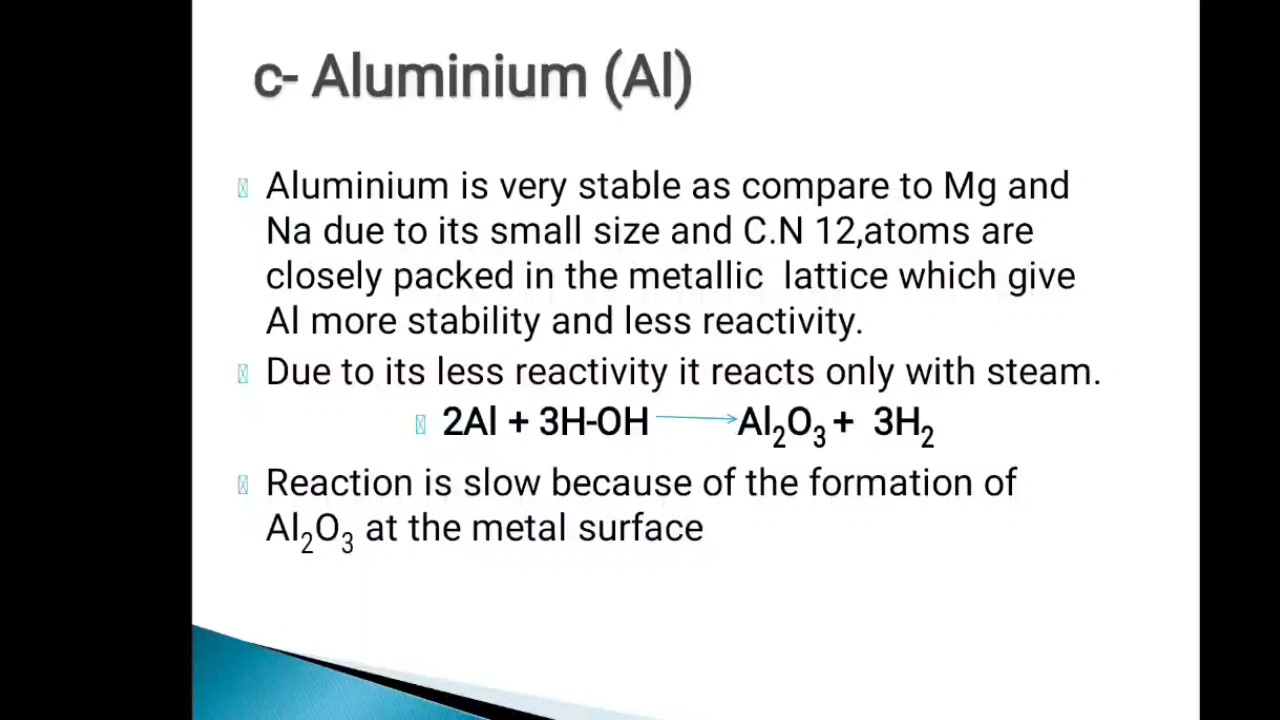 c- Aluminium (Al)
Aluminium is very stable as compare to Mg and
Na due to its small size and C.N 12,atoms are
closely packed in the metallic lattice which give
Al more stability and less reactivity.
Due to its less reactivity it reacts only with steam.
2Al + 3H-OH ⟶ Al₂O₃ + 3H₂
Reaction is slow because of the formation of
Al₂O₃ at the metal surface